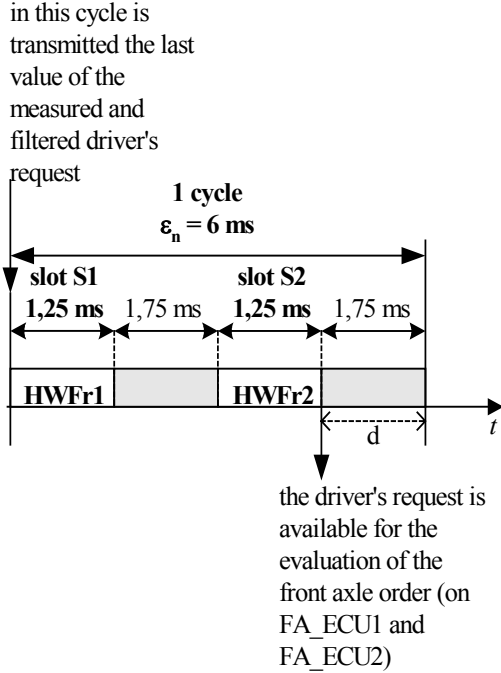 in this cycle is
transmitted the last
value of the
measured and
filtered driver's
request
1 cycle
εn = 6 ms
slot S1
slot S2
1,25 ms
1,75 ms
1,25 ms
1,75 ms
HWFr1
HWFr2
d
t
the driver's request is
available for the
evaluation of the
front axle order (on
FA_ECU1 and
FA_ECU2)